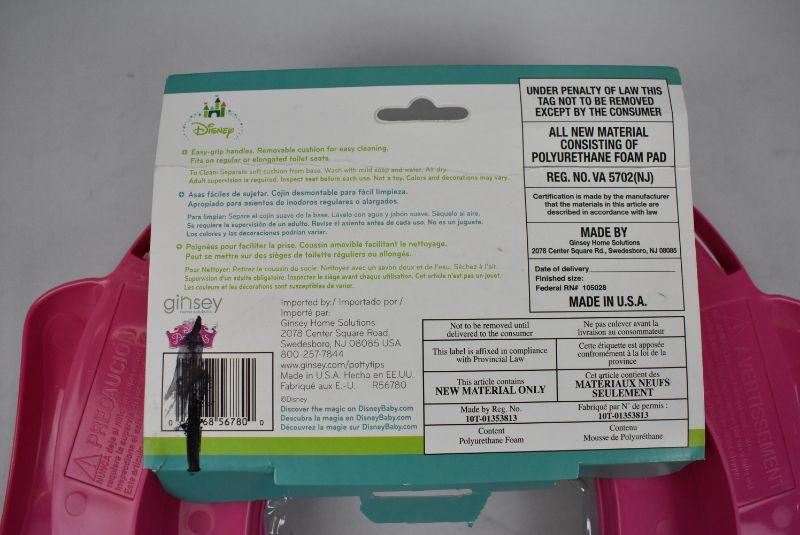 Disney
Easy-grip handles. Removable cushion for easy cleaning.
Fits on regular or elongated toilet seats.
To Clean: Separate soft cushion from base. Wash with mild soap and water. Air dry.
Adult supervision is required. Inspect seat before each use. Not a toy. Colors and decorations may vary.
Asas fáciles de sujetar. Cojín desmontable para fácil limpieza.
Apropiado para asientos de inodoros regulares o alargados.
Para limpiar: Separe el cojín suave de la base. Lávelo con agua y jabón suave. Séquelo al aire.
Se requiere la supervisión de un adulto. Revise el asiento antes de cada uso. No es un juguete.
Los colores y las decoraciones podrían variar.
Poignées pour faciliter la prise. Coussin amovible facilitant le nettoyage.
Peut se mettre sur des sièges de toilette réguliers ou allongés.
Pour Nettoyer: Retirez le coussin du socle. Nettoyez avec un savon doux et de l'eau. Séchez à l'air.
Supervision d'un adulte obligatoire. Inspectez le siège avant chaque utilisation. Cet article n'est pas un jouet.
Les couleurs et les décorations sont susceptibles de varier.
ginsey
home solutions
Imported by:/ Importado por /
Importé par:
Ginsey Home Solutions
2078 Center Square Road,
Swedesboro, NJ 08085 USA
800-257-7844
www.ginsey.com/pottytips
Made in U.S.A. Hecho en EE.UU.
Fabriqué aux E.-U. R56780
©Disney
Discover the magic on DisneyBaby.com
Descubra la magia en DisneyBaby.com
Découvrez la magie sur DisneyBaby.com
0 68 56780 0
UNDER PENALTY OF LAW THIS
TAG NOT TO BE REMOVED
EXCEPT BY THE CONSUMER
ALL NEW MATERIAL
CONSISTING OF
POLYURETHANE FOAM PAD
REG. NO. VA 5702(NJ)
Certification is made by the manufacturer
that the materials in this article are
described in accordance with law
MADE BY
Ginsey Home Solutions
2078 Center Square Rd., Swedesboro, NJ 08085
Date of delivery
Finished size:
Federal RN# 105028
MADE IN U.S.A.
Not to be removed until
delivered to the consumer
Ne pas enlever avant la
livraison au consommateur
This label is affixed in compliance
with Provincial Law
Cette étiquette est apposée
conformément à la loi de la
province
This article contains
NEW MATERIAL ONLY
Cet article contient des
MATÉRIAUX NEUFS
SEULEMENT
Made by Reg. No.
10T-01353813
Fabriqué par N° de permis :
10T-01353813
Content
Polyurethane Foam
Contenu
Mousse de Polyuréthane
PRECAUCIÓN
NUNCA deje al